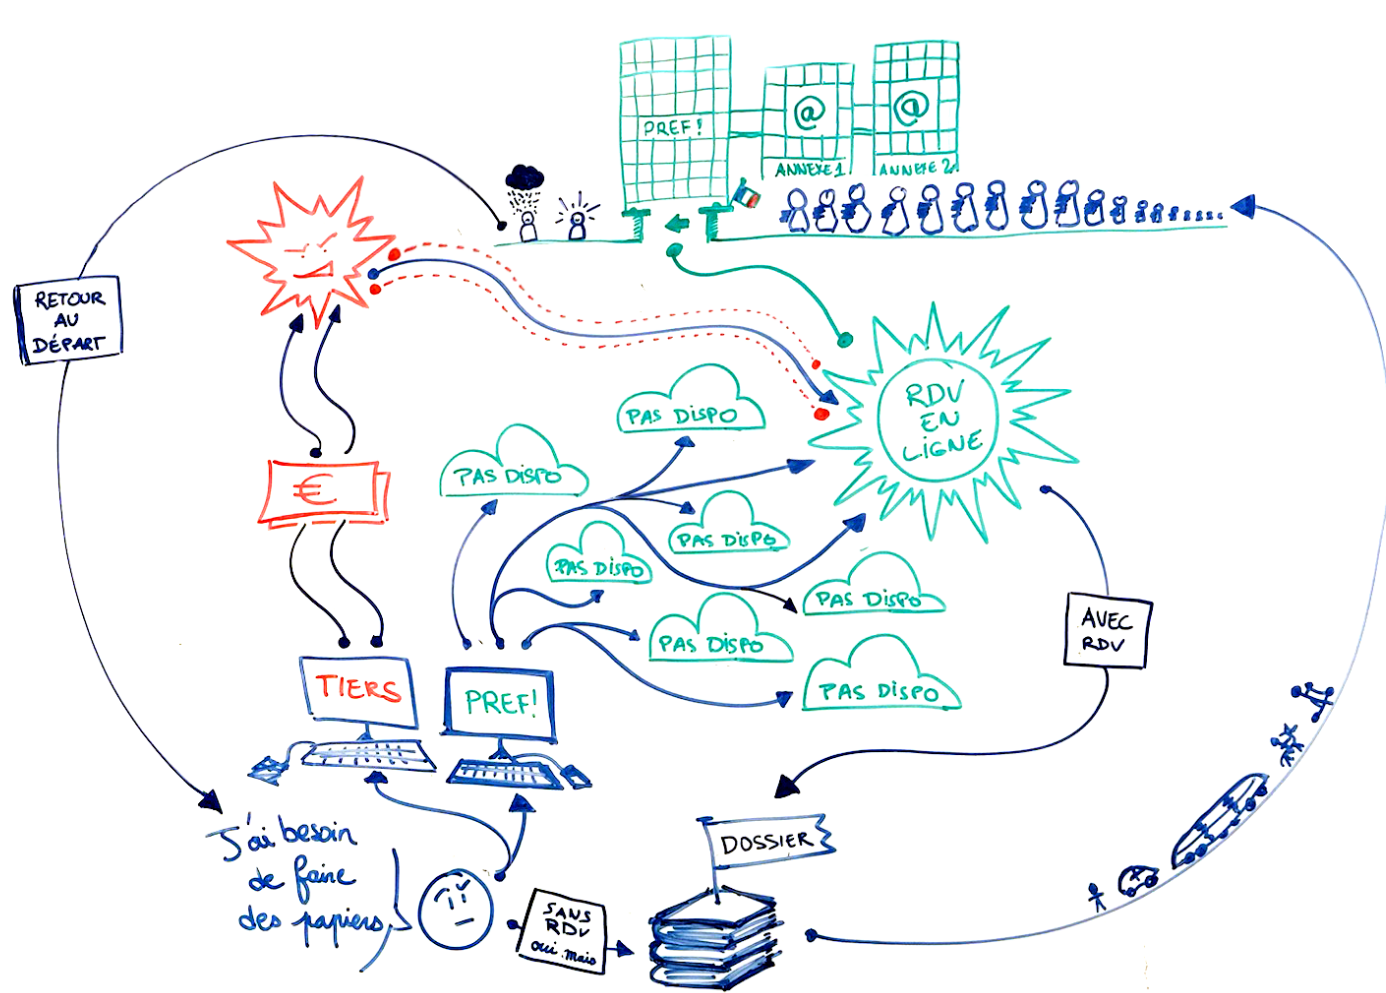 PREF!
@
@
ANNEXE 1
ANNEXE 2
RETOUR
AU
DÉPART
RDV
EN
LIGNE
PAS DISPO
PAS DISPO
€
PAS DISPO
PAS DISPO
PAS DISPO
PAS DISPO
PAS DISPO
AVEC
RDV
TIERS
PREF!
J'ai besoin
de faire
des papiers
DOSSIER
SANS
RDV
oui mais